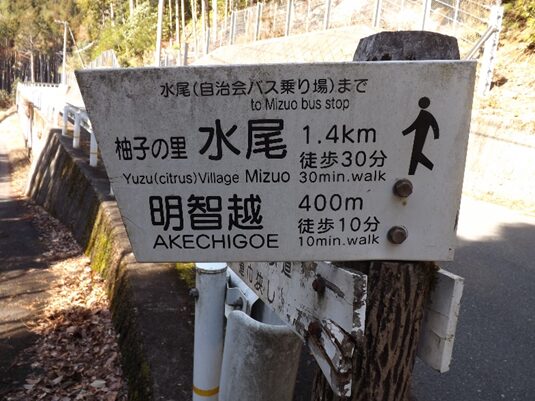 水尾(自治会バス乗り場)まで
to Mizuo bus stop
柚子の里 水尾 1.4km
徒歩30分
Yuzu(citrus)Village Mizuo 30min.walk
明智越 400m
徒歩10分
AKECHIGOE 10min.walk